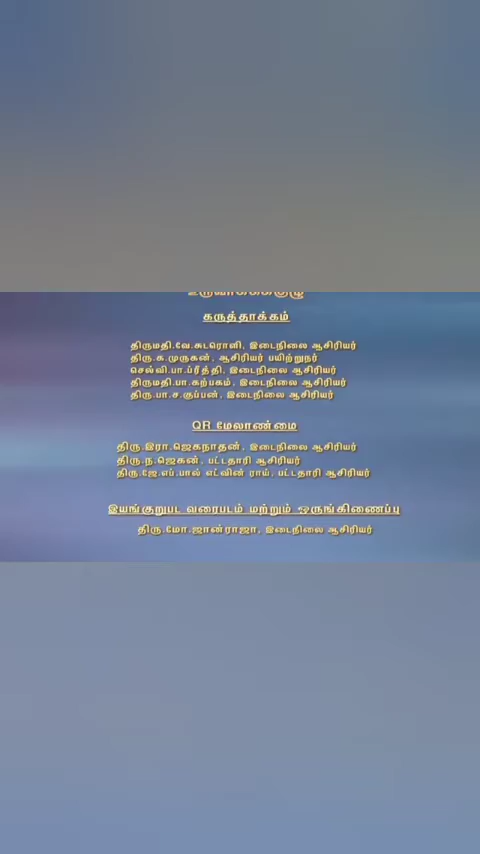 உருவாக்கக்குழு
கருத்தாக்கம்
திருமதி.வே.சுடரொளி, இடைநிலை ஆசிரியர்
திரு.க.முருகன், ஆசிரியர் பயிற்றுநர்
செல்வி.பா.ப்ரீத்தி, இடைநிலை ஆசிரியர்
திருமதி.பா.கற்பகம், இடைநிலை ஆசிரியர்
திரு.பா.ச.குப்பன், இடைநிலை ஆசிரியர்
QR மேலாண்மை
திரு.இரா.ஜெகநாதன், இடைநிலை ஆசிரியர்
திரு.ந.ஜெகன், பட்டதாரி ஆசிரியர்
திரு.ஜே.எப்.பால் எட்வின் ராய், பட்டதாரி ஆசிரியர்
இயங்குறுபட வரைபடம் மற்றும் ஒருங்கிணைப்பு
திரு.மோ.ஜான்ராஜா, இடைநிலை ஆசிரியர்